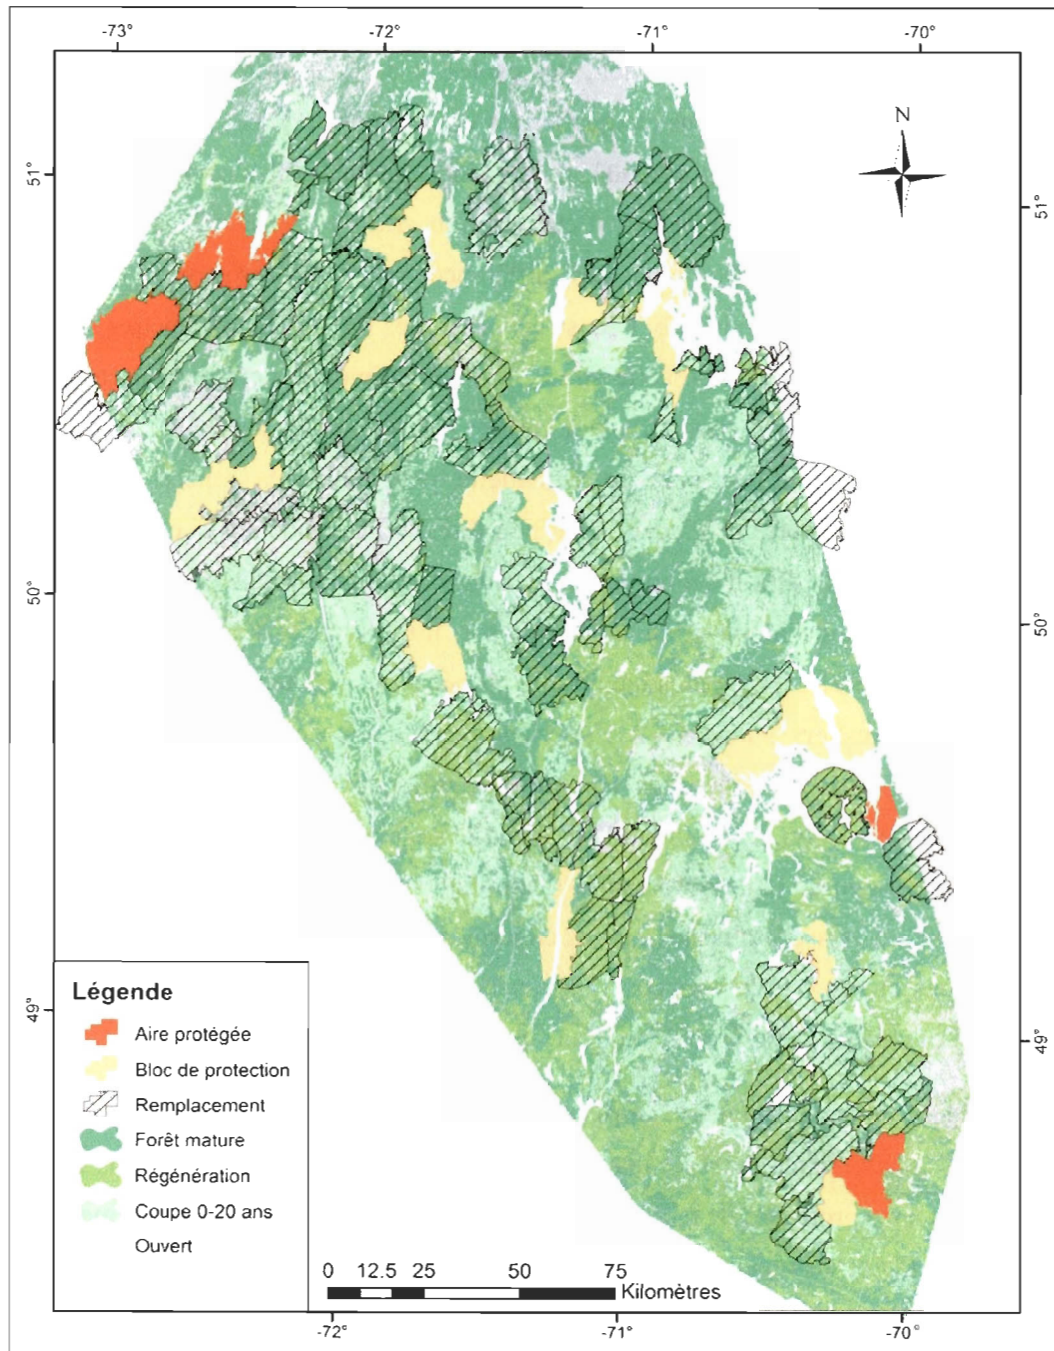 -73° -72° -71° -70°
N
51° 51°
50° 50°
49° 49°
Légende
Aire protégée
Bloc de protection
Remplacement
Forêt mature
Régénération
Coupe 0-20 ans
Ouvert
0 12.5 25 50 75
Kilomètres
-72° -71° -70°